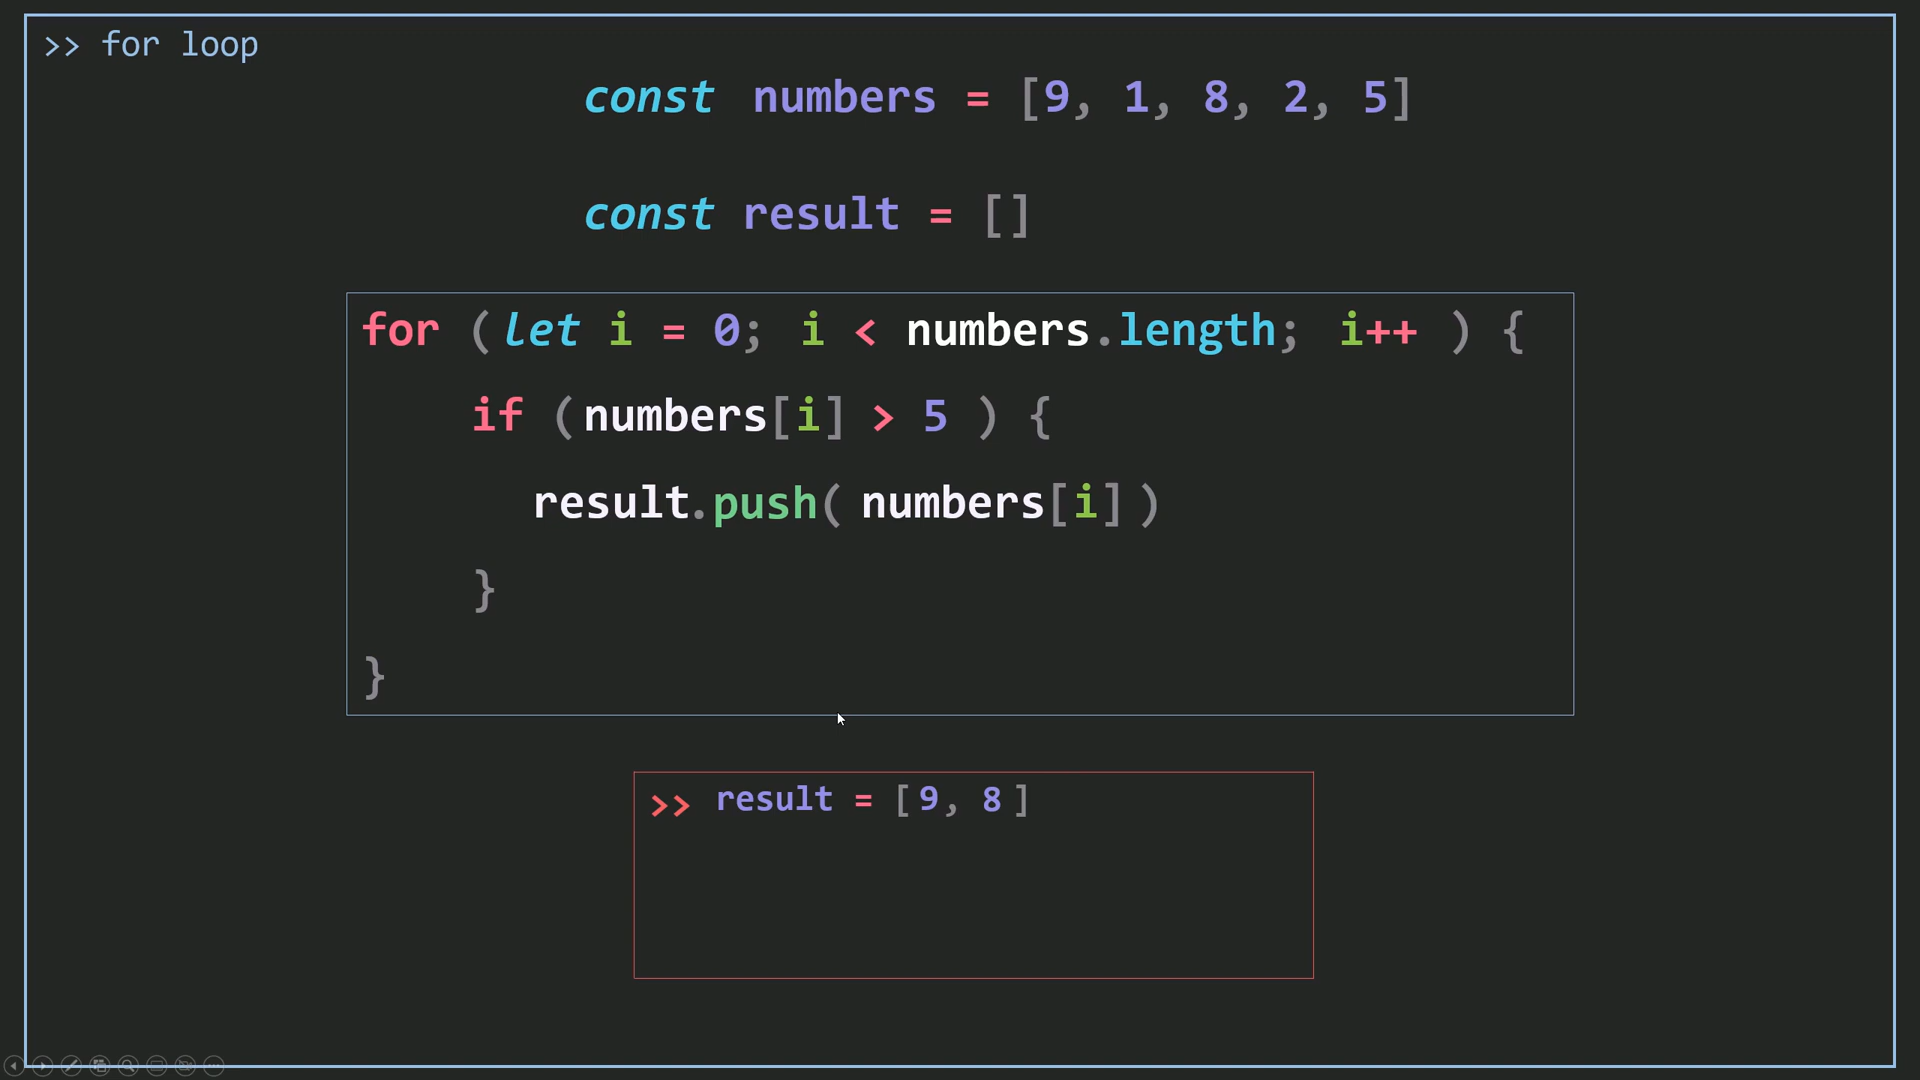 >> for loop
const numbers = [9, 1, 8, 2, 5]
const result = []
for (let i = 0; i < numbers.length; i++ ) {
if (numbers[i] > 5 ) {
result.push( numbers[i] )
}
}
>> result = [ 9, 8 ]